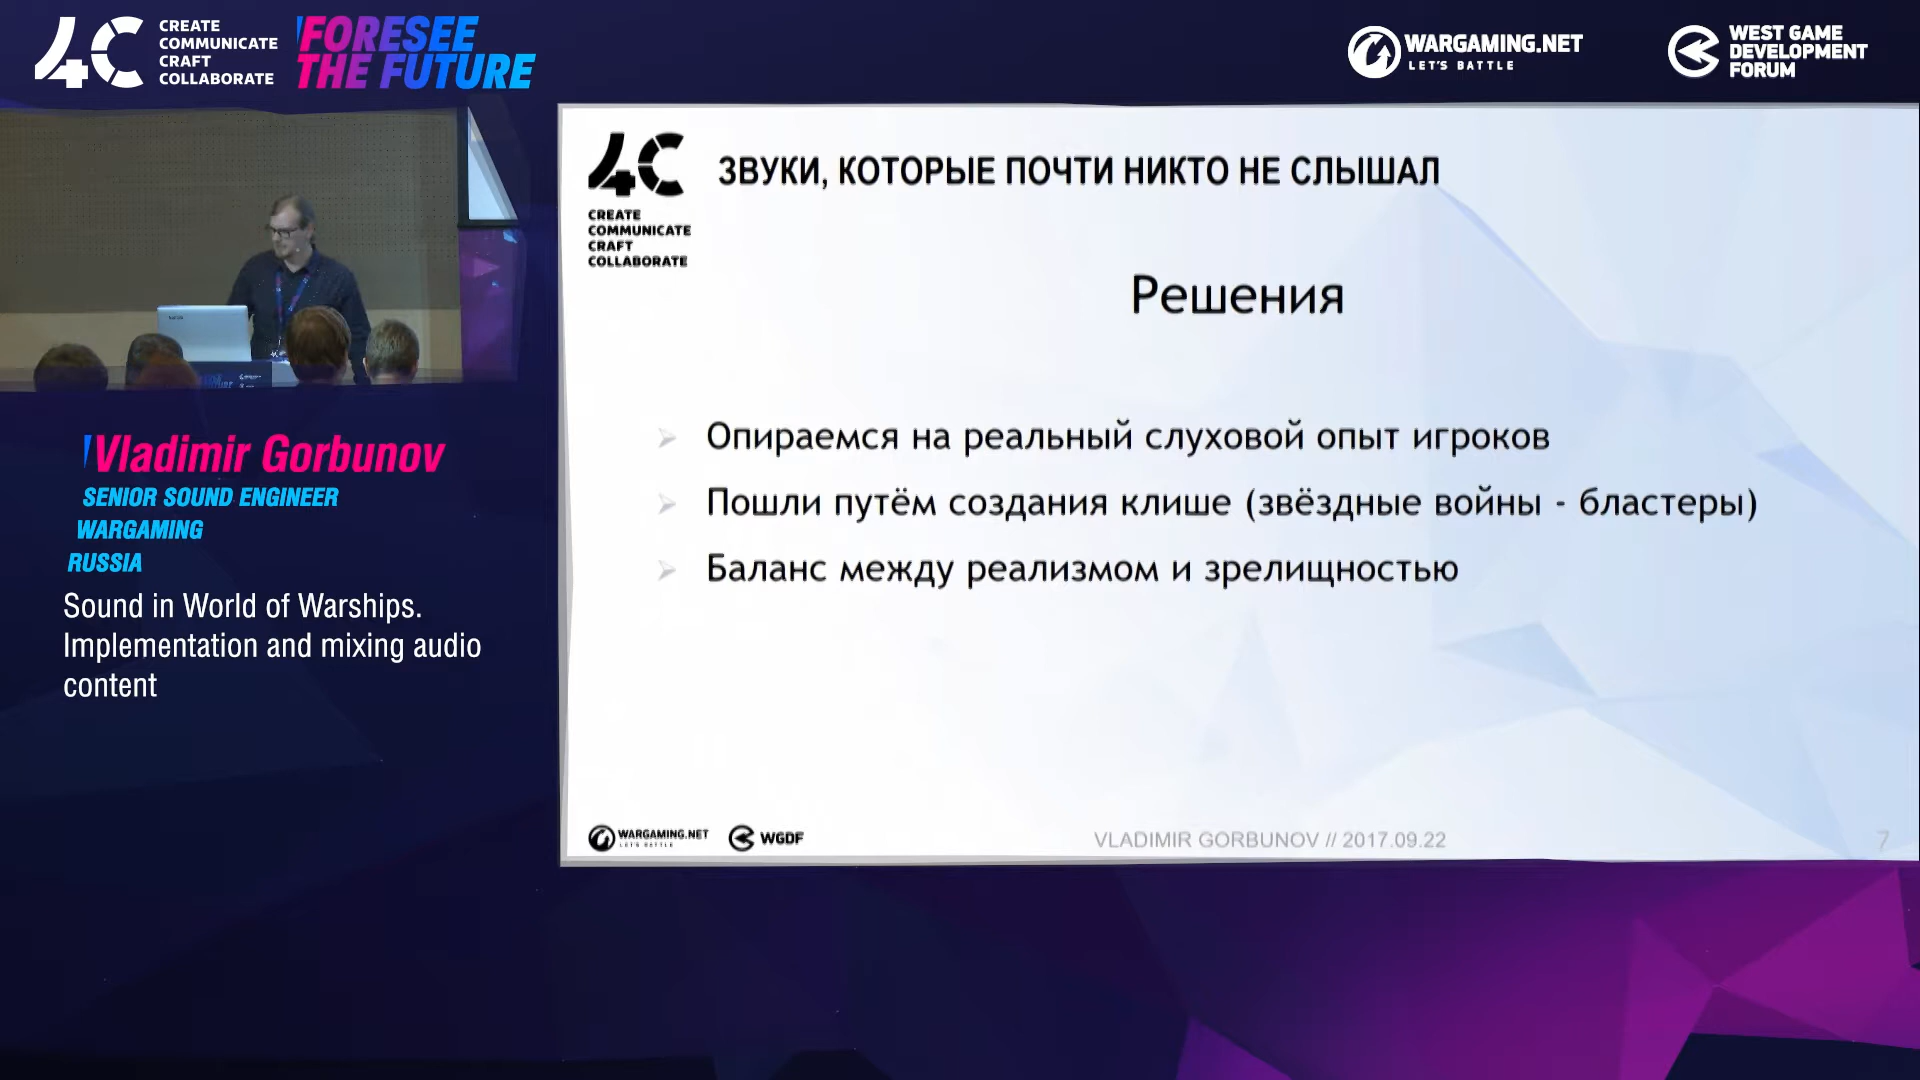 4C
CREATE
COMMUNICATE
CRAFT
COLLABORATE
FORESEE
THE FUTURE
WARGAMING.NET
LET'S BATTLE
WEST GAME
DEVELOPMENT
FORUM
4C
CREATE
COMMUNICATE
CRAFT
COLLABORATE
ЗВУКИ, КОТОРЫЕ ПОЧТИ НИКТО НЕ СЛЫШАЛ
Решения
Опираемся на реальный слуховой опыт игроков
Пошли путём создания клише (звёздные войны - бластеры)
Баланс между реализмом и зрелищностью
WARGAMING.NET
LET'S BATTLE
WGDF
VLADIMIR GORBUNOV // 2017.09.22
7
Vladimir Gorbunov
SENIOR SOUND ENGINEER
WARGAMING
RUSSIA
Sound in World of Warships.
Implementation and mixing audio
content